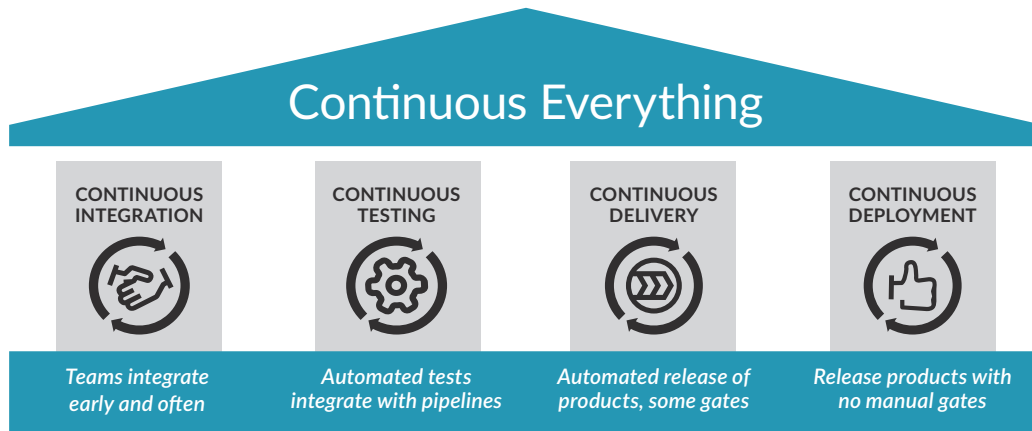 Continuous Everything
CONTINUOUS
INTEGRATION
CONTINUOUS
TESTING
CONTINUOUS
DELIVERY
CONTINUOUS
DEPLOYMENT
Teams integrate
early and often
Automated tests
integrate with pipelines
Automated release of
products, some gates
Release products with
no manual gates